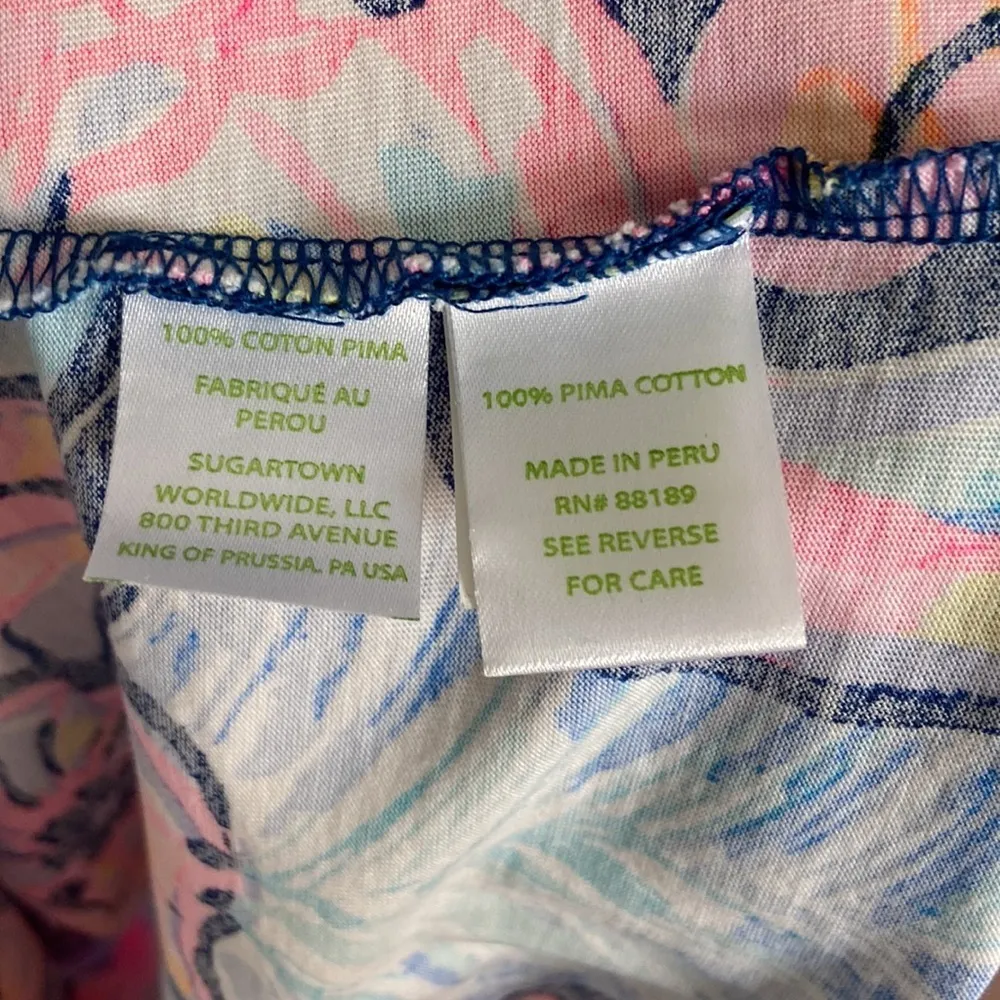 100% COTON PIMA
FABRIQUÉ AU
PEROU
SUGARTOWN
WORLDWIDE, LLC
800 THIRD AVENUE
KING OF PRUSSIA. PA USA
100% PIMA COTTON
MADE IN PERU
RN# 88189
SEE REVERSE
FOR CARE